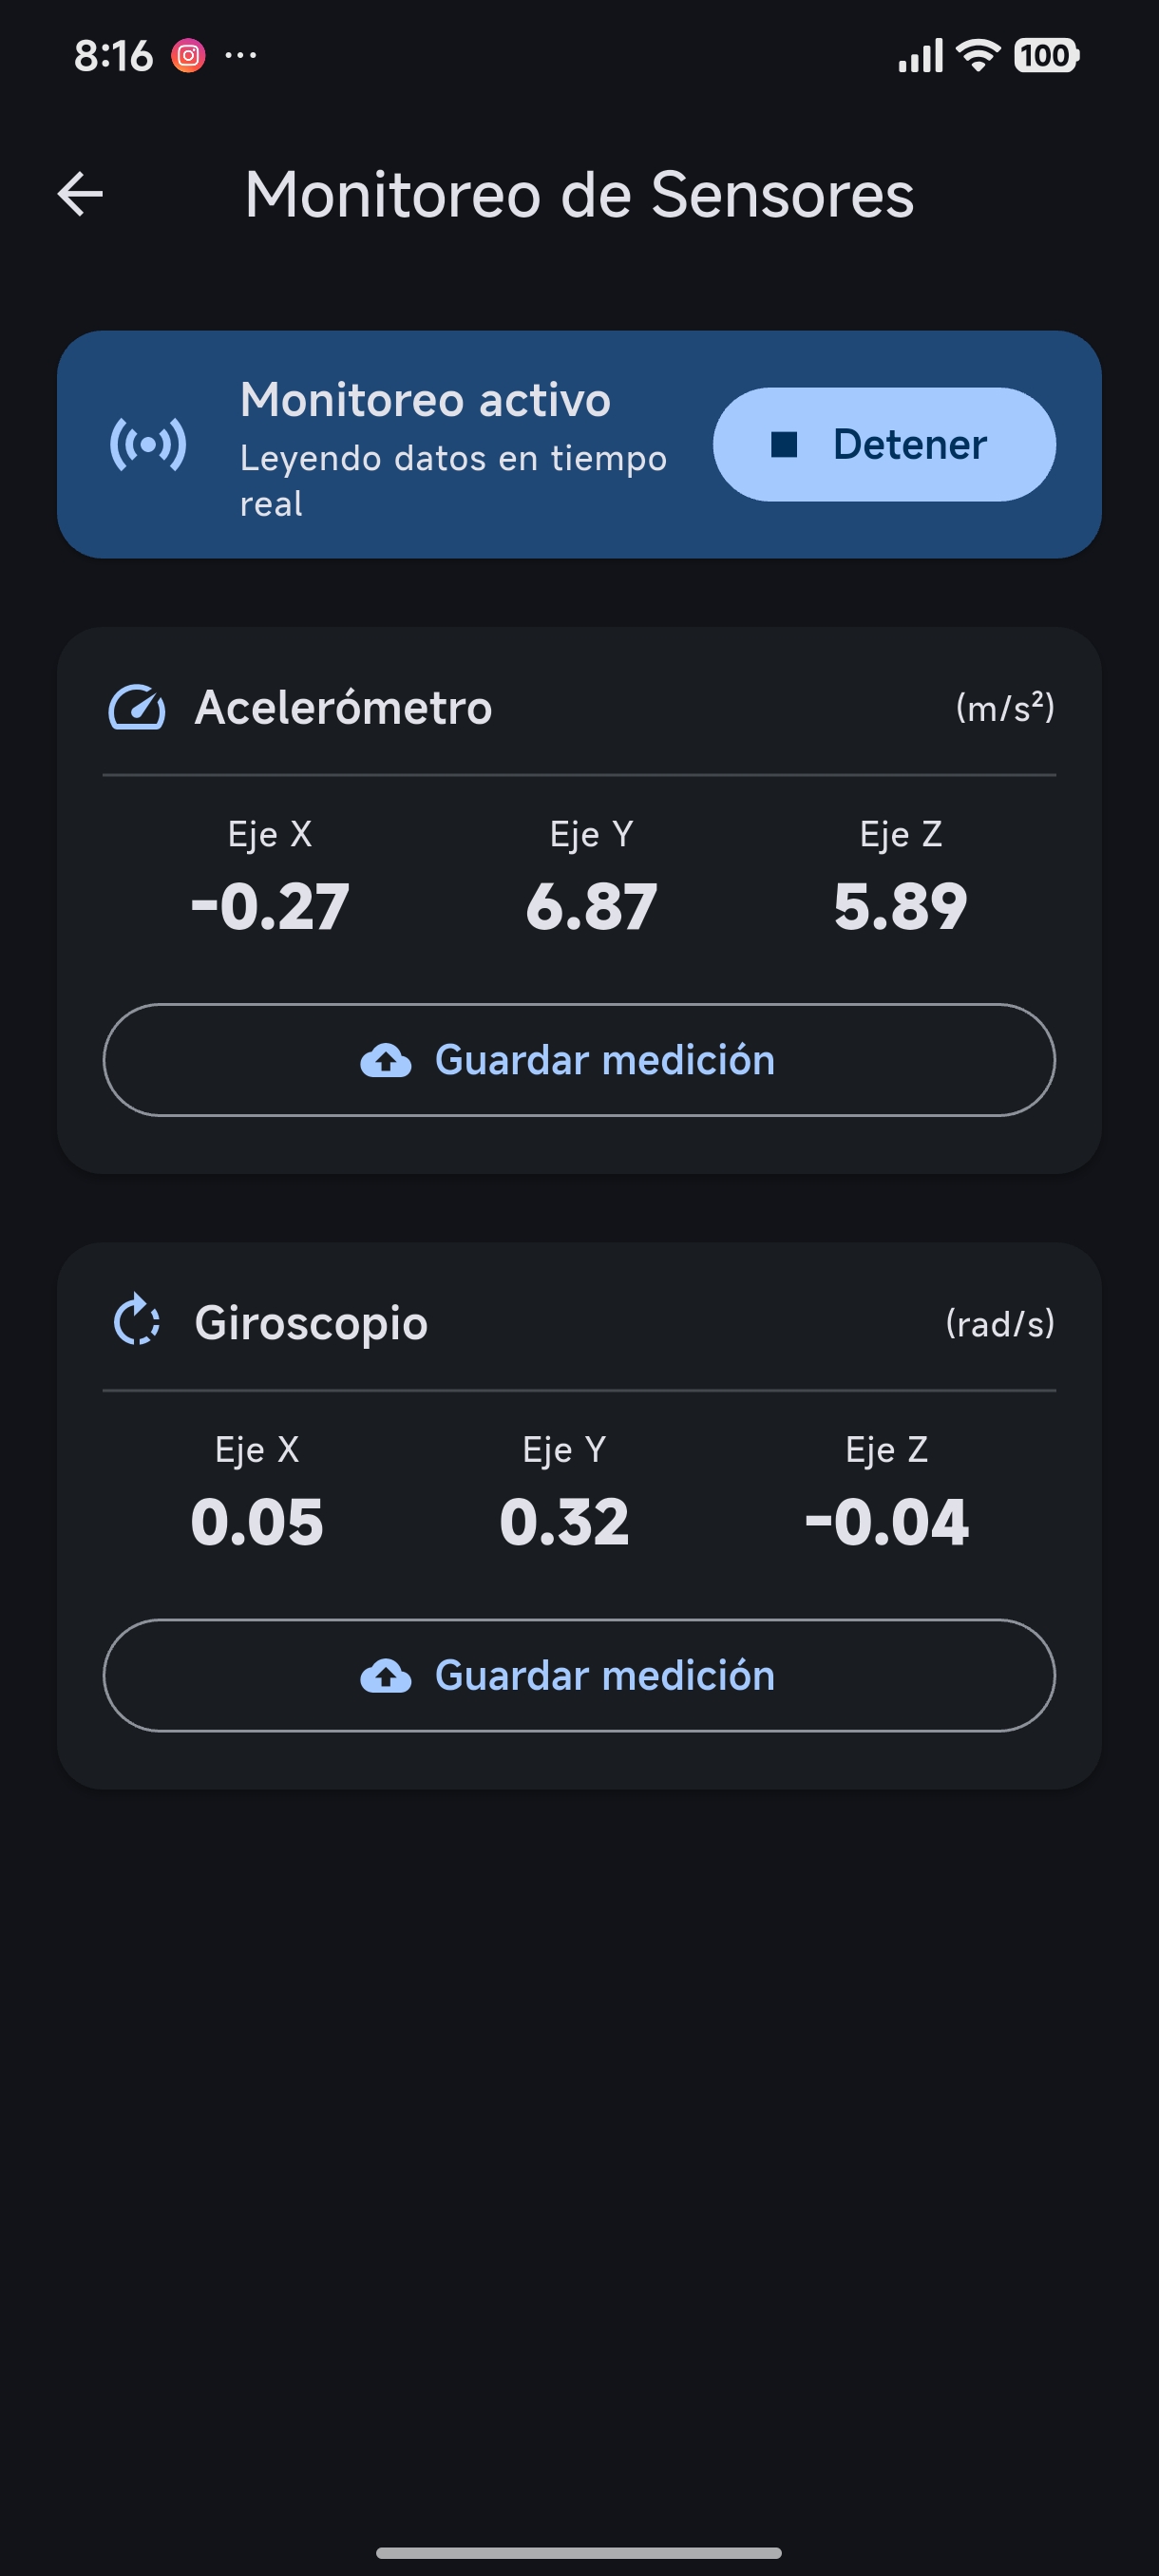 8:16 100
Monitoreo de Sensores
Monitoreo activo
Leyendo datos en tiempo
real
Detener
Acelerómetro (m/s²)
Eje X Eje Y Eje Z
-0.27 6.87 5.89
Guardar medición
Giroscopio (rad/s)
Eje X Eje Y Eje Z
0.05 0.32 -0.04
Guardar medición